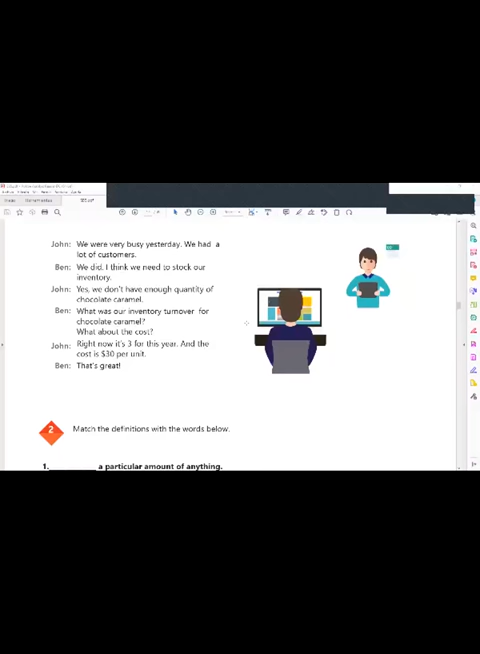 John: We were very busy yesterday. We had a
lot of customers.
Ben: We did. I think we need to stock our
inventory.
John: Yes, we don't have enough quantity of
chocolate caramel.
Ben: What was our inventory turnover for
chocolate caramel?
What about the cost?
John: Right now it's 3 for this year. And the
cost is $30 per unit.
Ben: That's great!
2 Match the definitions with the words below.
1.________ a particular amount of anything.